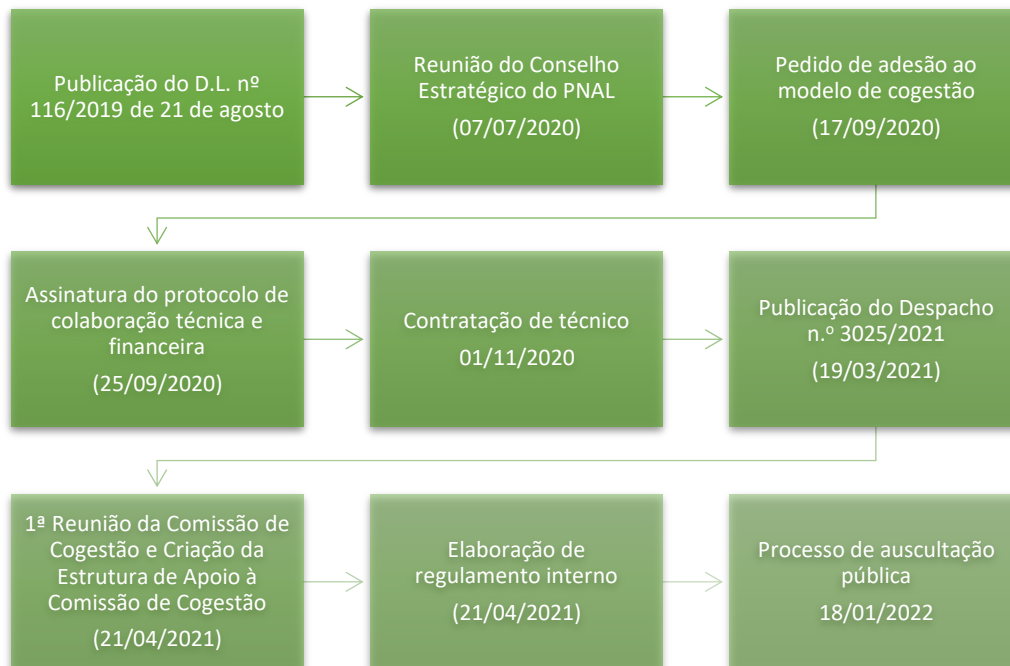 Publicação do D.L. nº
116/2019 de 21 de agosto
Reunião do Conselho
Estratégico do PNAL
(07/07/2020)
Pedido de adesão ao
modelo de cogestão
(17/09/2020)
Assinatura do protocolo de
colaboração técnica e
financeira
(25/09/2020)
Contratação de técnico
01/11/2020
Publicação do Despacho
n.º 3025/2021
(19/03/2021)
1ª Reunião da Comissão de
Cogestão e Criação da
Estrutura de Apoio à
Comissão de Cogestão
(21/04/2021)
Elaboração de
regulamento interno
(21/04/2021)
Processo de auscultação
pública
18/01/2022